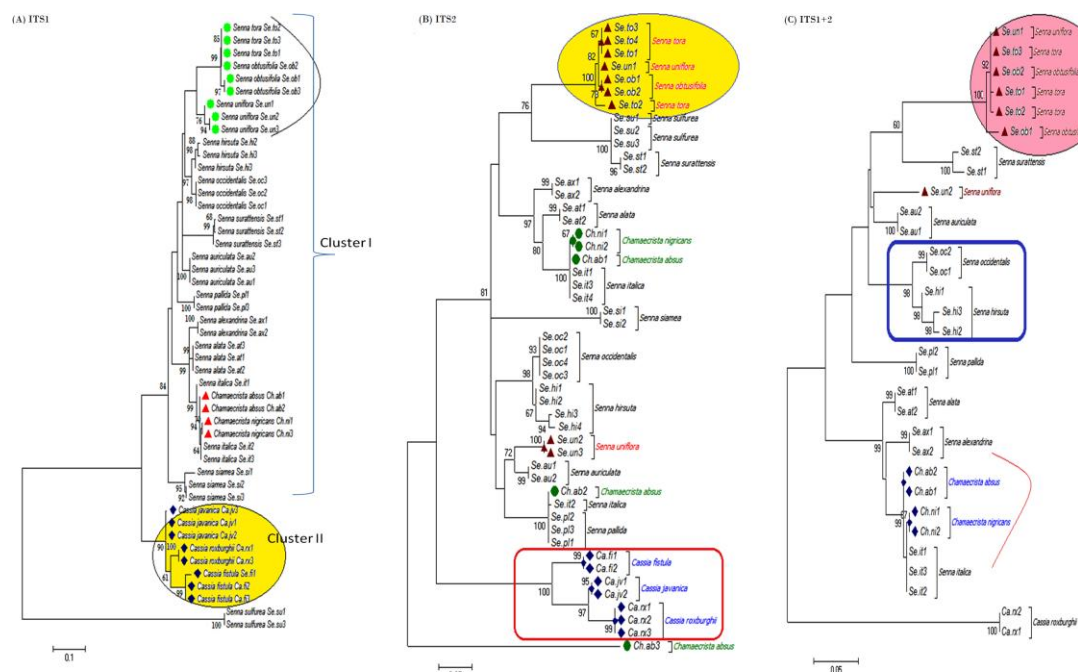 (A) ITS1
Senna tora Se.to2
Senna tora Se.to3
Senna tora Se.to1
Senna obtusifolia Se.ob2
Senna obtusifolia Se.ob1
Senna obtusifolia Se.ob3
Senna uniflora Se.un1
Senna uniflora Se.un2
Senna uniflora Se.un3
Senna hirsuta Se.hi2
Senna hirsuta Se.hi3
Senna hirsuta Se.hi3
Senna occidentalis Se.oc3
Senna occidentalis Se.oc2
Senna occidentalis Se.oc1
Senna surattensis Se.st1
Senna surattensis Se.st2
Senna surattensis Se.st3
Senna auriculata Se.au2
Senna auriculata Se.au3
Senna auriculata Se.au1
Senna pallida Se.pl1
Senna pallida Se.pl3
Senna alexandrina Se.ax1
Senna alexandrina Se.ax2
Senna alata Se.at3
Senna alata Se.at1
Senna alata Se.at2
Senna italica Se.it1
Chamaecrista absus Ch.ab1
Chamaecrista absus Ch.ab2
Chamaecrista nigricans Ch.ni1
Chamaecrista nigricans Ch.ni3
Senna italica Se.it2
Senna italica Se.it3
Senna siamea Se.si1
Senna siamea Se.si2
Senna siamea Se.si3
Cassia javanica Ca.jv3
Cassia javanica Ca.jv1
Cassia javanica Ca.jv2
Cassia roxburghii Ca.rx1
Cassia roxburghii Ca.rx3
Cassia fistula Se.fi1
Cassia fistula Ca.fi2
Cassia fistula Ca.fi3
Senna sulfurea Se.su1
Senna sulfurea Se.su3
Cluster I
Cluster II
85
97
76
94
88
98
97
98
68
99
100
100
99
99
84
99
94
64
95
92
90
100
61
99
100
0.1
(B) ITS2
Se.to3
Se.to4
Se.to1
Senna tora
Se.un1
Senna uniflora
Se.ob1
Se.ob2
Senna obtusifolia
Se.to2
Senna tora
Se.su1
Senna sulfurea
Se.su2
Se.su3
Senna sulfurea
Se.st1
Se.st2
Senna surattensis
Se.ax1
Se.ax2
Senna alexandrina
Se.at1
Se.at2
Senna alata
Ch.ni1
Ch.ni2
Chamaecrista nigricans
Ch.ab1
Chamaecrista absus
Se.it1
Se.it3
Se.it4
Senna italica
Se.si1
Se.si2
Senna siamea
Se.oc2
Se.oc1
Se.oc4
Se.oc3
Senna occidentalis
Se.hi1
Se.hi2
Se.hi3
Se.hi4
Senna hirsuta
Se.un2
Se.un3
Senna uniflora
Se.au1
Se.au2
Senna auriculata
Ch.ab2
Chamaecrista absus
Se.it2
Senna italica
Se.pl2
Se.pl3
Se.pl1
Senna pallida
Ca.fi1
Ca.fi2
Cassia fistula
Ca.jv1
Ca.jv2
Cassia javanica
Ca.rx1
Ca.rx2
Ca.rx3
Cassia roxburghii
Ch.ab3
Chamaecrista absus
67
82
100
76
100
96
99
97
99
67
80
100
81
100
93
98
67
94
100
72
99
100
99
95
100
97
99
(C) ITS1+2
Se.un1
Senna uniflora
Se.to3
Senna tora
Se.ob2
Senna obtusifolia
Se.to1
Senna tora
Se.to2
Senna tora
Se.ob1
Senna obtusi
Se.st2
Se.st1
Senna surattensis
Se.un2
Senna uniflora
Se.au2
Se.au1
Senna auriculata
Se.oc2
Se.oc1
Senna occidentalis
Se.hi1
Se.hi3
Se.hi2
Senna hirsuta
Se.pl2
Se.pl1
Senna pallida
Se.at1
Se.at2
Senna alata
Se.ax1
Se.ax2
Senna alexandrina
Ch.ab2
Ch.ab1
Chamaecrista absus
Ch.ni1
Ch.ni2
Chamaecrista nigricans
Se.it1
Se.it3
Se.it2
Senna italica
Ca.rx2
Ca.rx1
Cassia roxburghii
92
100
60
100
100
99
98
98
98
100
99
99
99
100
0.05